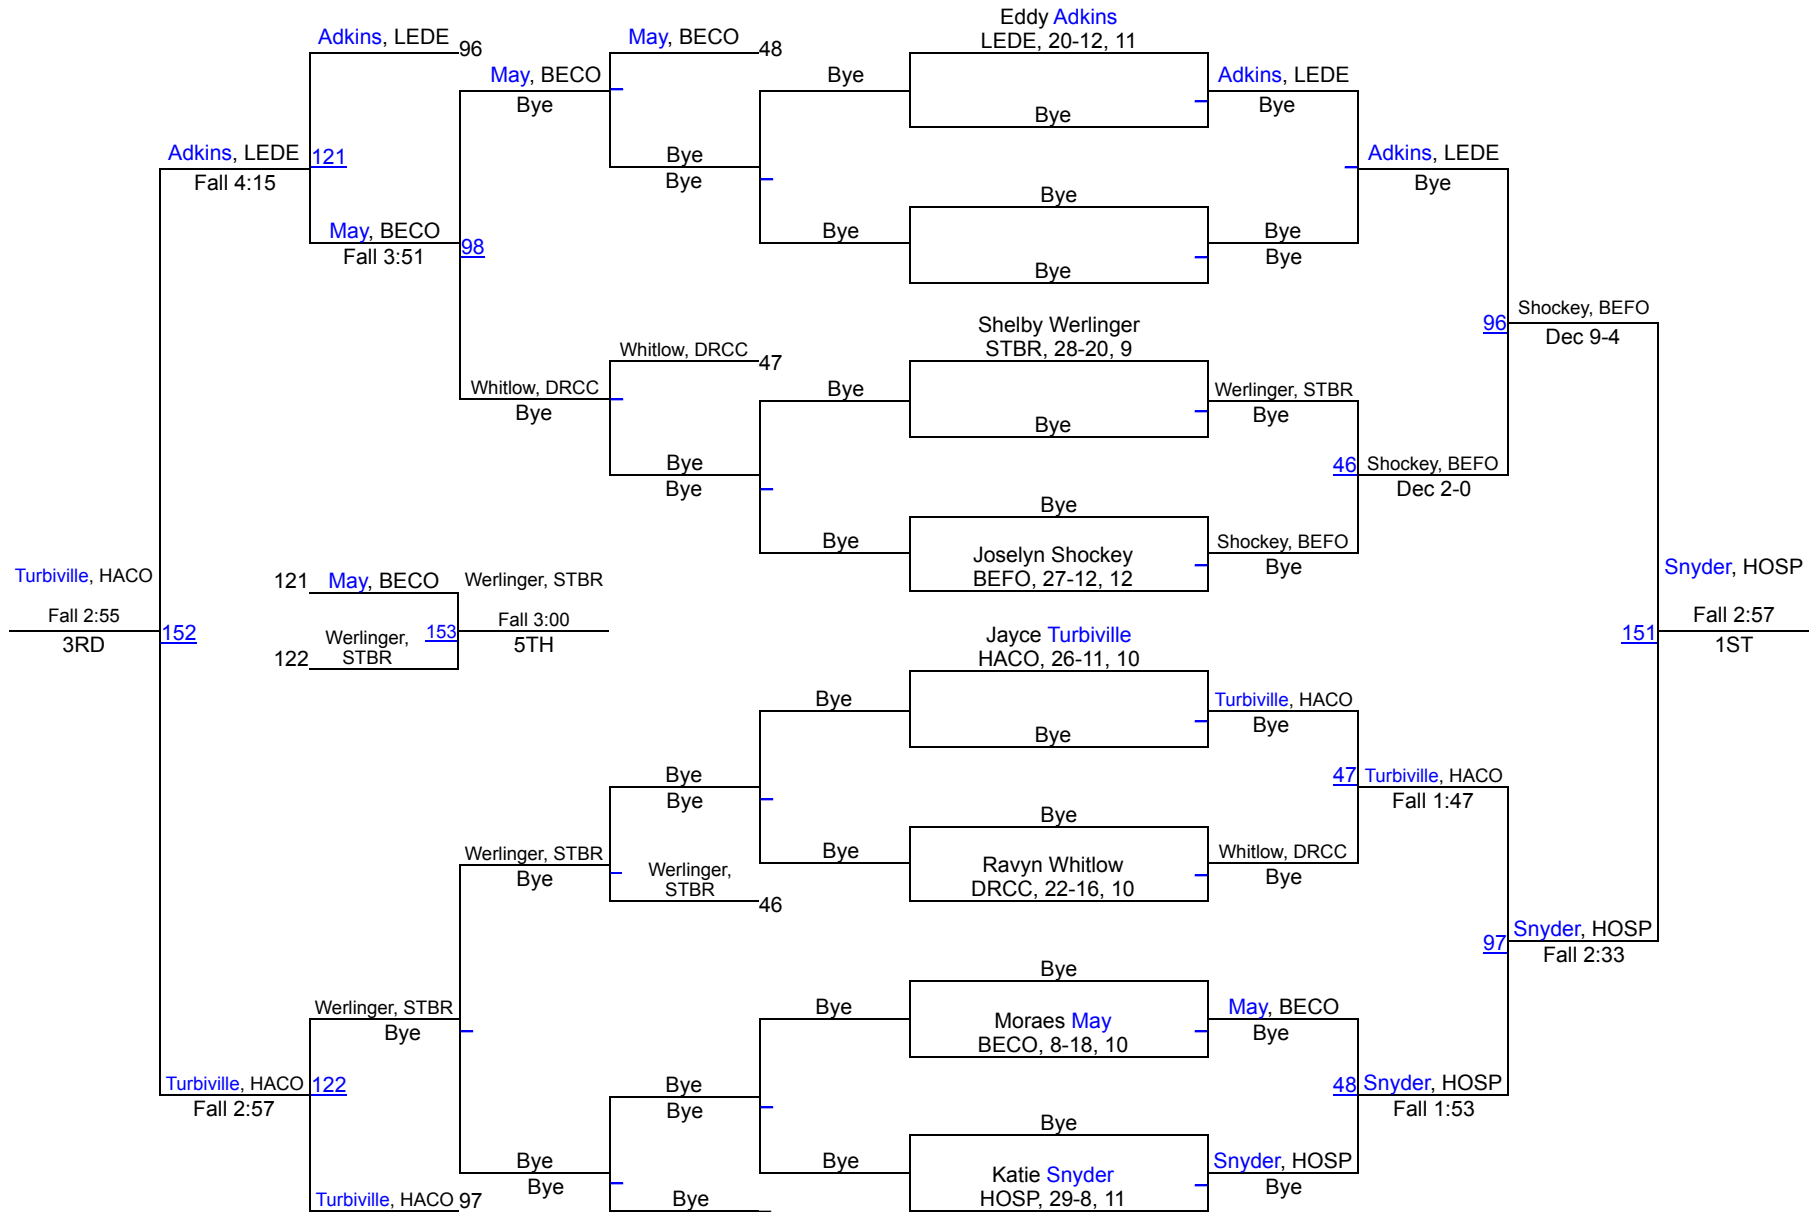 Eddy Adkins
LEDE, 20-12, 11
Adkins, LEDE 96
May, BECO 48
May, BECO
Bye
Bye
Bye
Adkins, LEDE
Bye
Adkins, LEDE
Fall 4:15
121
Bye
Bye
Adkins, LEDE
Bye
Bye
May, BECO
Fall 3:51
98
Bye
Bye
Bye
Bye
Bye
Shelby Werlinger
STBR, 28-20, 9
96
Shockey, BEFO
Dec 9-4
Whitlow, DRCC 47
Whitlow, DRCC
Bye
Bye
Bye
Werlinger, STBR
Bye
Bye
Bye
46
Shockey, BEFO
Dec 2-0
Bye
Bye
Joselyn Shockey
BEFO, 27-12, 12
Shockey, BEFO
Bye
Turbiville, HACO
Fall 2:55
3RD
152
121 May, BECO
Werlinger,
STBR
122
153
Werlinger, STBR
Fall 3:00
5TH
Snyder, HOSP
Fall 2:57
1ST
151
Jayce Turbiville
HACO, 26-11, 10
Bye
Bye
Turbiville, HACO
Bye
Bye
Bye
47
Turbiville, HACO
Fall 1:47
Bye
Bye
Ravyn Whitlow
DRCC, 22-16, 10
Whitlow, DRCC
Bye
Werlinger, STBR
Bye
Werlinger,
STBR
46
97
Snyder, HOSP
Fall 2:33
Bye
Werlinger, STBR
Bye
Bye
Moraes May
BECO, 8-18, 10
May, BECO
Bye
Turbiville, HACO
Fall 2:57
122
Bye
Bye
48
Snyder, HOSP
Fall 1:53
Bye
Bye
Bye
Bye
Katie Snyder
HOSP, 29-8, 11
Snyder, HOSP
Bye
Turbiville, HACO 97
Bye